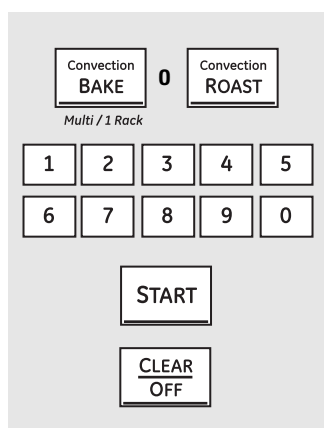 Convection BAKE 0 Convection ROAST
Multi / 1 Rack
1 2 3 4 5
6 7 8 9 0
START
CLEAR
OFF